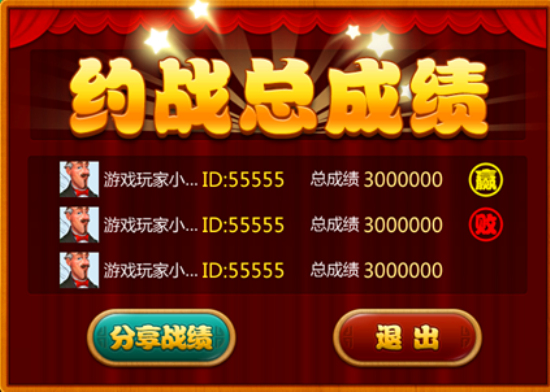 约战总成绩
游戏玩家小... ID:55555 总成绩 3000000 赢
游戏玩家小... ID:55555 总成绩 3000000 败
游戏玩家小... ID:55555 总成绩 3000000
分享战绩 退出